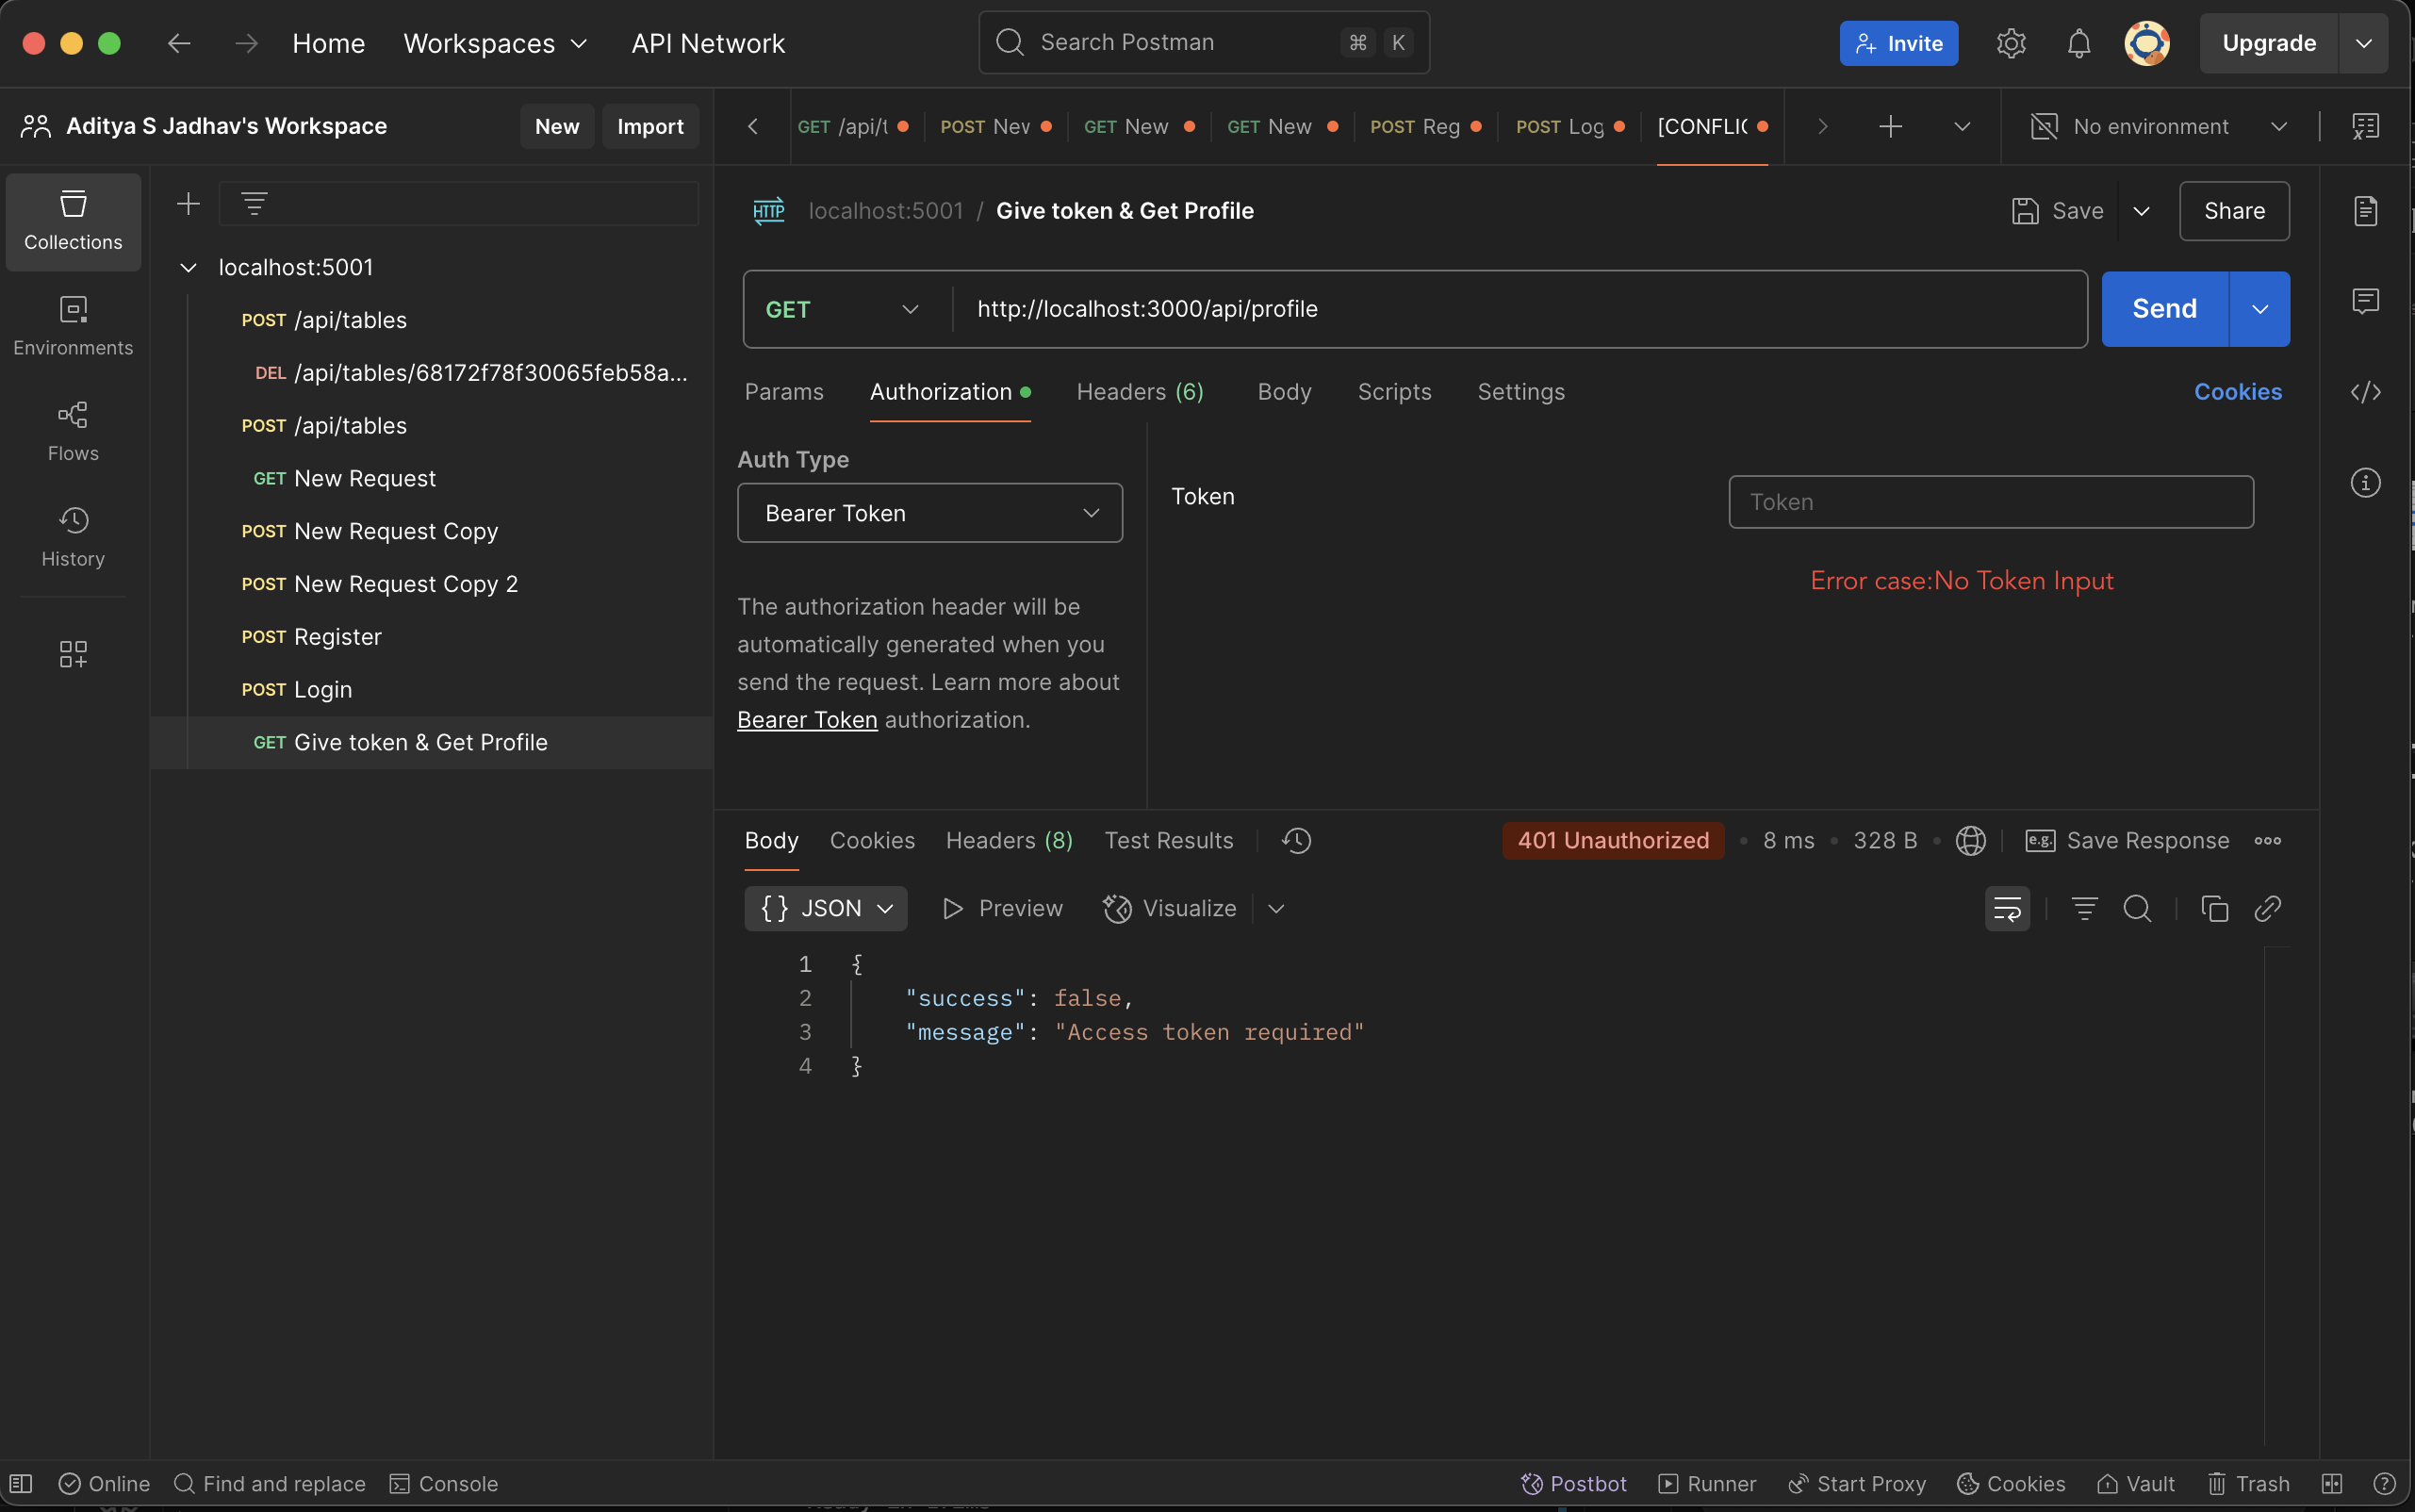 Home
Workspaces
API Network
Search Postman
⌘ K
Invite
Upgrade
Aditya S Jadhav's Workspace
New
Import
GET /api/t
POST New
GET New
GET New
POST Reg
POST Log
[CONFLIC
No environment
Collections
Environments
Flows
History
localhost:5001
POST /api/tables
DEL /api/tables/68172f78f30065feb58a...
POST /api/tables
GET New Request
POST New Request Copy
POST New Request Copy 2
POST Register
POST Login
GET Give token & Get Profile
HTTP localhost:5001 / Give token & Get Profile
Save
Share
GET http://localhost:3000/api/profile
Send
Params
Authorization
Headers (6)
Body
Scripts
Settings
Cookies
Auth Type
Bearer Token
The authorization header will be
automatically generated when you
send the request. Learn more about
Bearer Token authorization.
Token
Token
Error case:No Token Input
Body
Cookies
Headers (8)
Test Results
401 Unauthorized
8 ms
328 B
e.g. Save Response
{} JSON
Preview
Visualize
1 {
2 "success": false,
3 "message": "Access token required"
4 }
Online
Find and replace
Console
Postbot
Runner
Start Proxy
Cookies
Vault
Trash